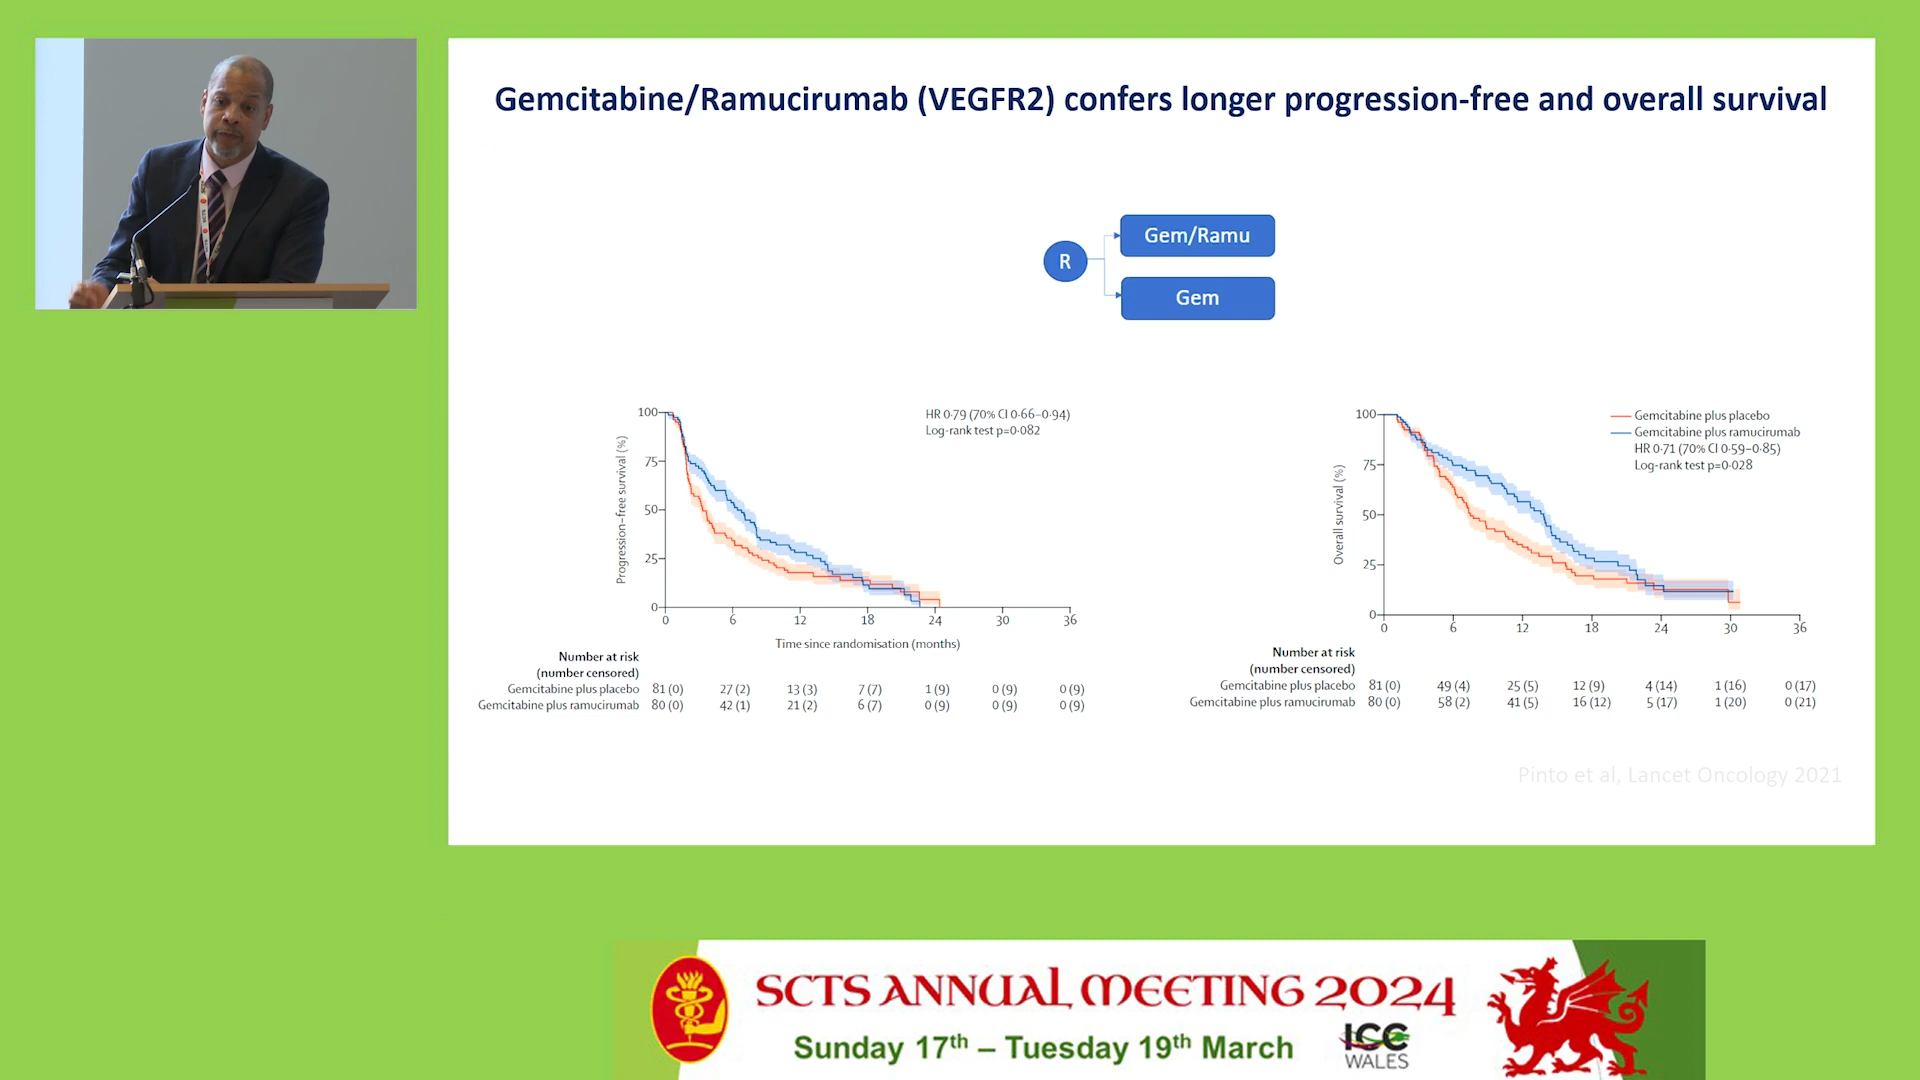 Gemcitabine/Ramucirumab (VEGFR2) confers longer progression-free and overall survival
R
Gem/Ramu
Gem
HR 0·79 (70% CI 0·66–0·94)
Log-rank test p=0·082
Progression-free survival (%)
100
75
50
25
0
0 6 12 18 24 30 36
Time since randomisation (months)
Number at risk
(number censored)
Gemcitabine plus placebo 81 (0) 27 (2) 13 (3) 7 (7) 1 (9) 0 (9) 0 (9)
Gemcitabine plus ramucirumab 80 (0) 42 (1) 21 (2) 6 (7) 0 (9) 0 (9) 0 (9)
Gemcitabine plus placebo
Gemcitabine plus ramucirumab
HR 0·71 (70% CI 0·59–0·85)
Log-rank test p=0·028
Overall survival (%)
100
75
50
25
0
0 6 12 18 24 30 36
Number at risk
(number censored)
Gemcitabine plus placebo 81 (0) 49 (4) 25 (5) 12 (9) 4 (14) 1 (16) 0 (17)
Gemcitabine plus ramucirumab 80 (0) 58 (2) 41 (5) 16 (12) 5 (17) 1 (20) 0 (21)
Pinto et al, Lancet Oncology 2021
SCTS ANNUAL MEETING 2024
Sunday 17th – Tuesday 19th March
ICC
WALES
SCTS